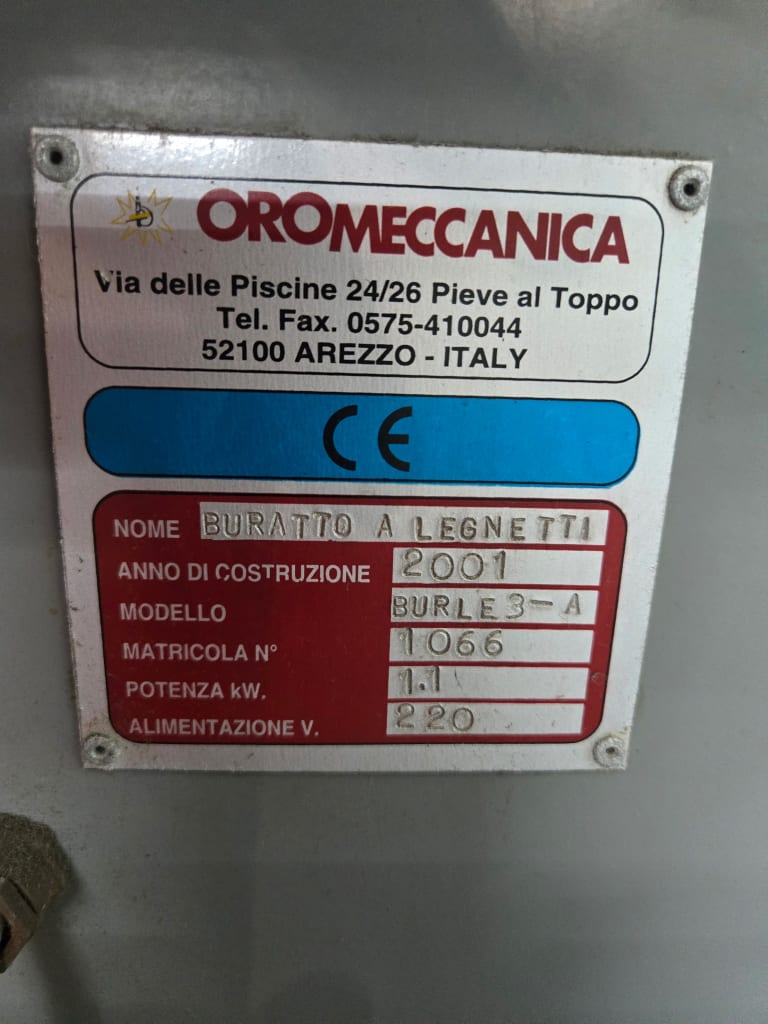 OROMECCANICA
Via delle Piscine 24/26 Pieve al Toppo
Tel. Fax. 0575-410044
52100 AREZZO - ITALY
CE
NOME BURATTO A LEGNETTI
ANNO DI COSTRUZIONE 2001
MODELLO BURLE3-A
MATRICOLA N° 1066
POTENZA kW. 1.1
ALIMENTAZIONE V. 220